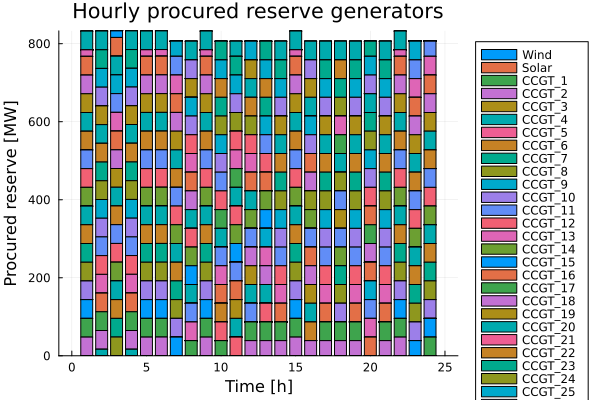 Hourly procured reserve generators
Procured reserve [MW]
800
600
400
200
0
0 5 10 15 20 25
Time [h]
Wind
Solar
CCGT_1
CCGT_2
CCGT_3
CCGT_4
CCGT_5
CCGT_6
CCGT_7
CCGT_8
CCGT_9
CCGT_10
CCGT_11
CCGT_12
CCGT_13
CCGT_14
CCGT_15
CCGT_16
CCGT_17
CCGT_18
CCGT_19
CCGT_20
CCGT_21
CCGT_22
CCGT_23
CCGT_24
CCGT_25